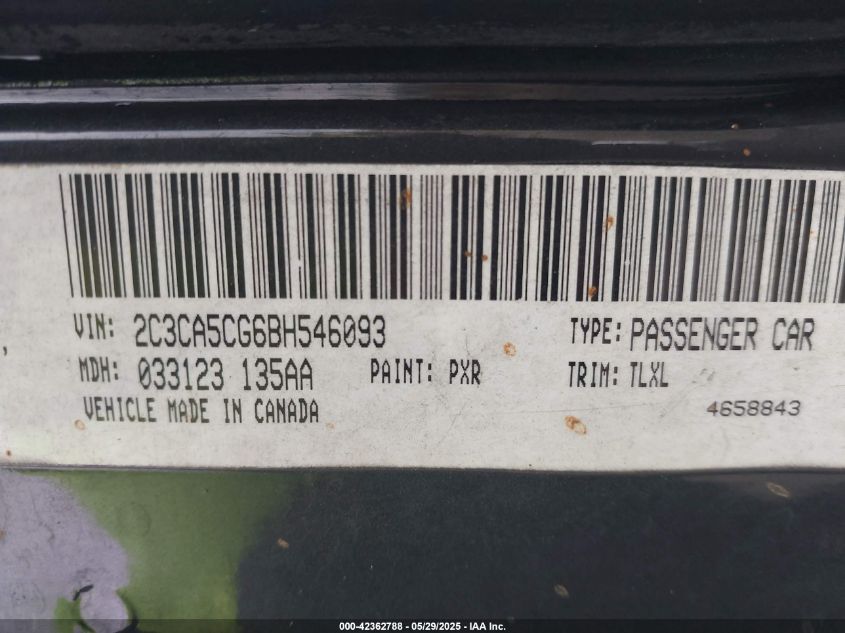 VIN: 2C3CA5CG6BH546093 TYPE: PASSENGER CAR
MDH: 033123 135AA PAINT: PXR TRIM: TLXL
VEHICLE MADE IN CANADA 4658843
000-42362788 - 05/29/2025 - IAA Inc.